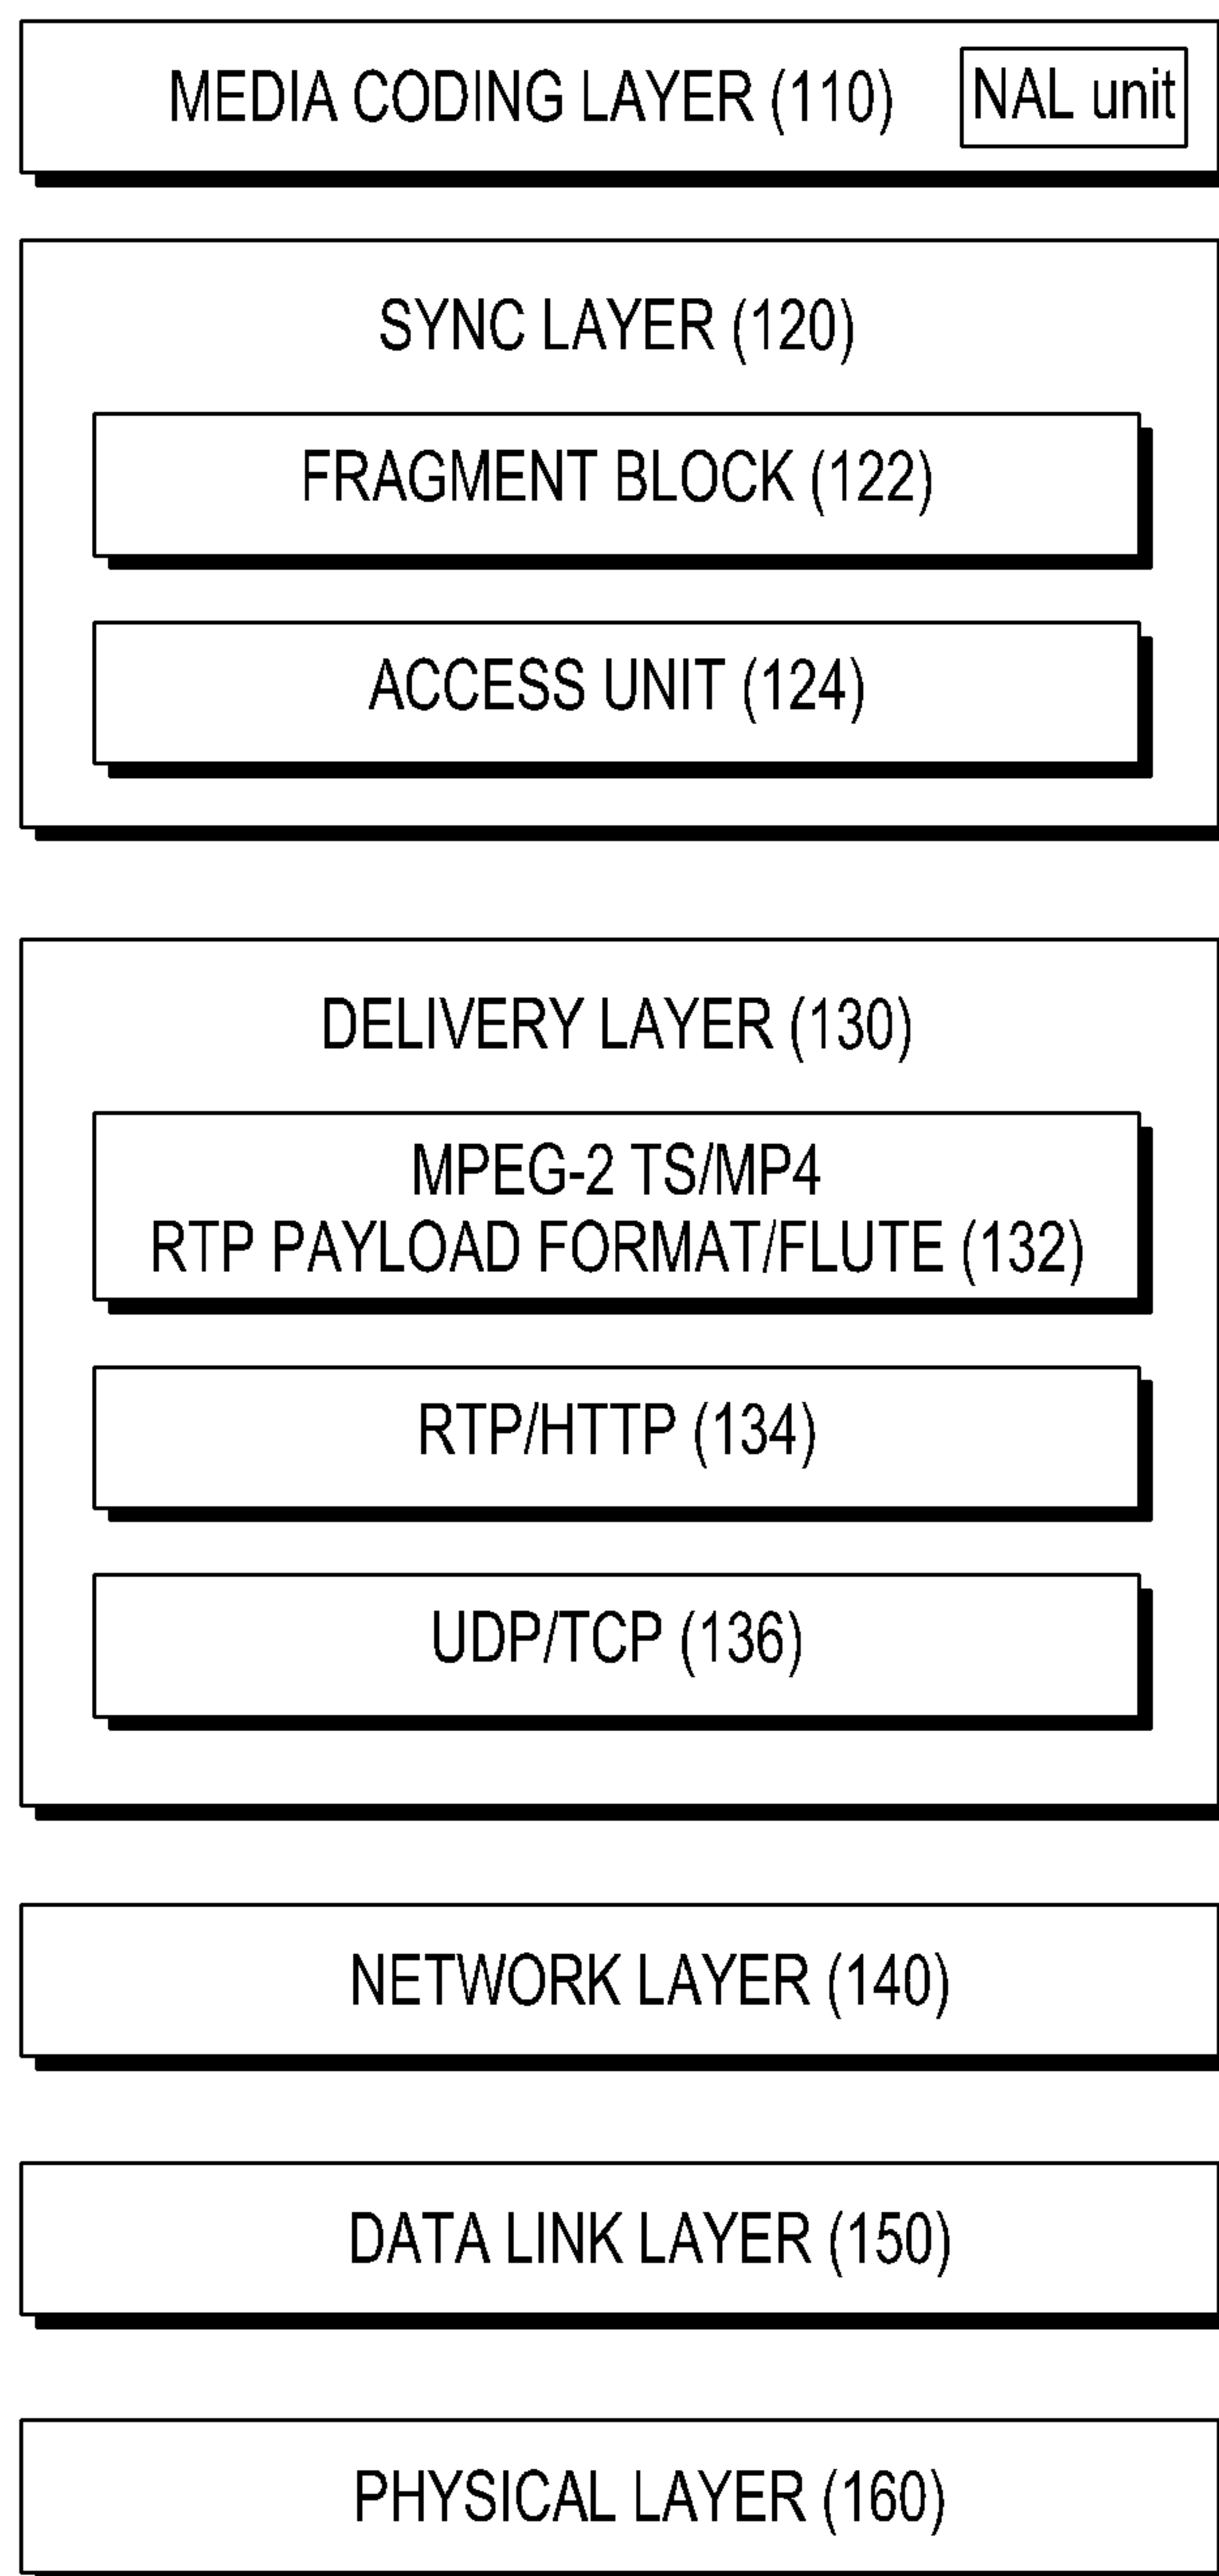 MEDIA CODING LAYER (110)
NAL unit
SYNC LAYER (120)
FRAGMENT BLOCK (122)
ACCESS UNIT (124)
DELIVERY LAYER (130)
MPEG-2 TS/MP4
RTP PAYLOAD FORMAT/FLUTE (132)
RTP/HTTP (134)
UDP/TCP (136)
NETWORK LAYER (140)
DATA LINK LAYER (150)
PHYSICAL LAYER (160)